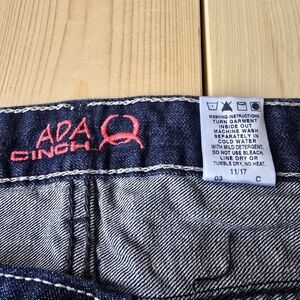 ADA
CINCH
WASHING INSTRUCTIONS
TURN GARMENT
INSIDE OUT
MACHINE WASH
SEPARATELY IN
COLD WATER
WITH MILD DETERGENT.
DO NOT USE BLEACH.
LINE DRY OR
TUMBLE DRY, NO HEAT.
11/17
03 C